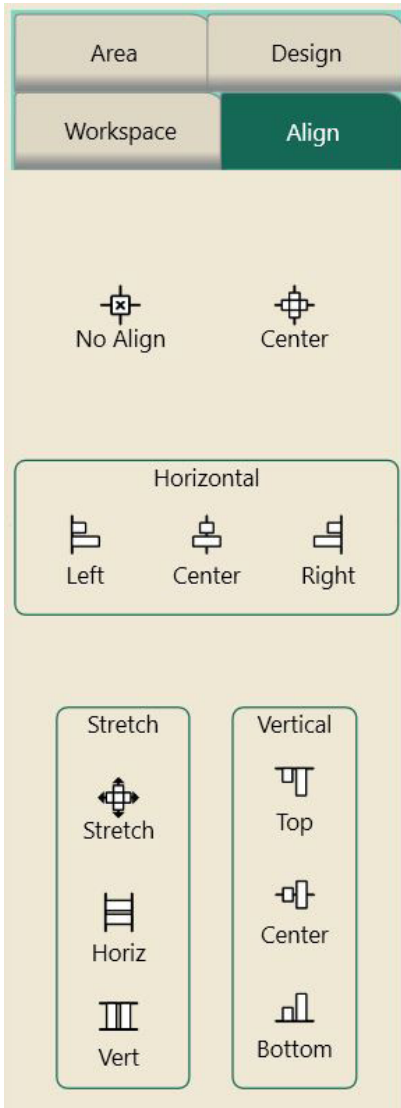 Area
Design
Workspace
Align
No Align
Center
Horizontal
Left
Center
Right
Stretch
Stretch
Horiz
Vert
Vertical
Top
Center
Bottom